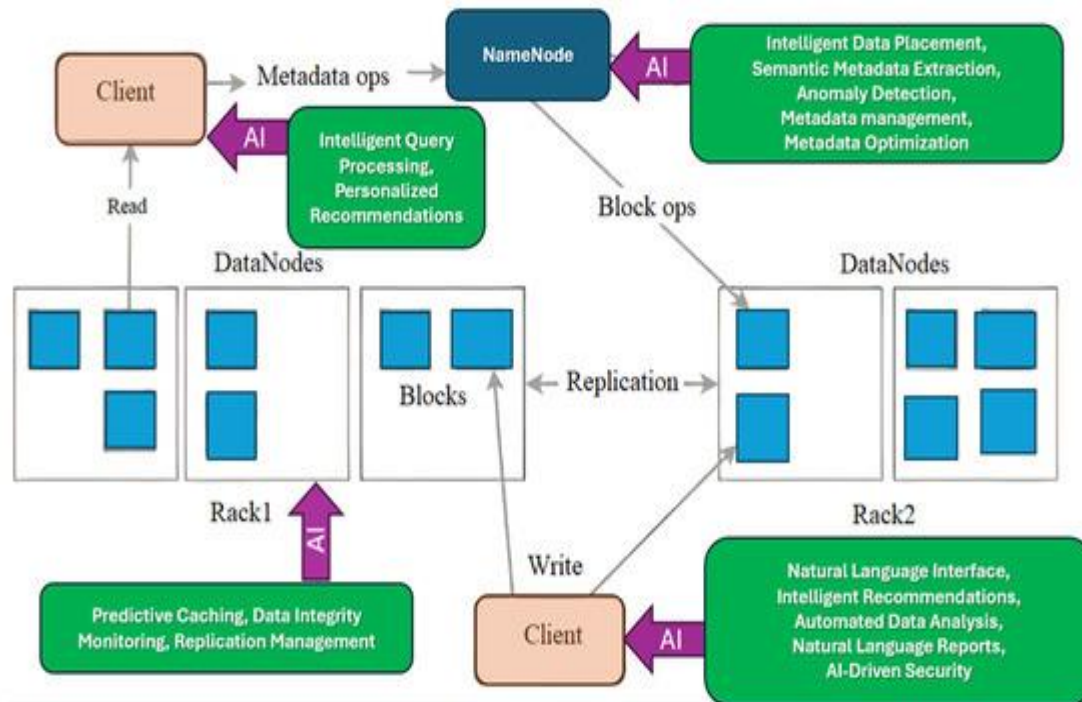 NameNode
AI
Intelligent Data Placement,
Semantic Metadata Extraction,
Anomaly Detection,
Metadata management,
Metadata Optimization
Client
Metadata ops
AI
Intelligent Query
Processing,
Personalized
Recommendations
Read
Block ops
DataNodes
DataNodes
Blocks
Replication
Rack1
Rack2
AI
Predictive Caching, Data Integrity
Monitoring, Replication Management
Write
Client
AI
Natural Language Interface,
Intelligent Recommendations,
Automated Data Analysis,
Natural Language Reports,
AI-Driven Security